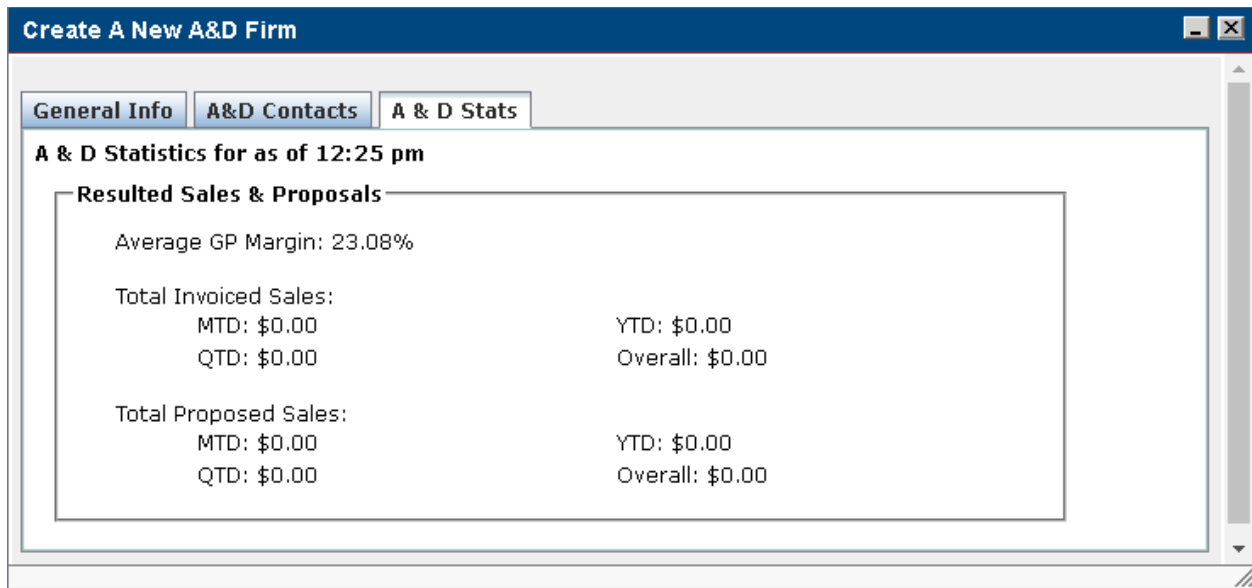 Create A New A&D Firm
General Info A&D Contacts A & D Stats
A & D Statistics for as of 12:25 pm
Resulted Sales & Proposals
Average GP Margin: 23.08%
Total Invoiced Sales:
MTD: $0.00 YTD: $0.00
QTD: $0.00 Overall: $0.00
Total Proposed Sales:
MTD: $0.00 YTD: $0.00
QTD: $0.00 Overall: $0.00